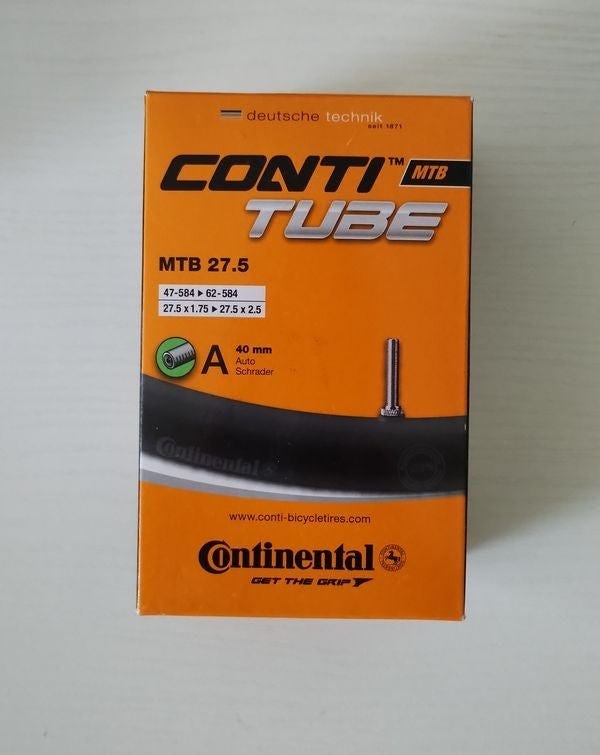 deutsche technik
seit 1871
CONTI™ MTB
TUBE
MTB 27.5
47-584 ▸ 62-584
27.5 x 1.75 ▸ 27.5 x 2.5
A
40 mm
Auto
Schrader
Continental
www.conti-bicycletires.com
Continental
GET THE GRIP